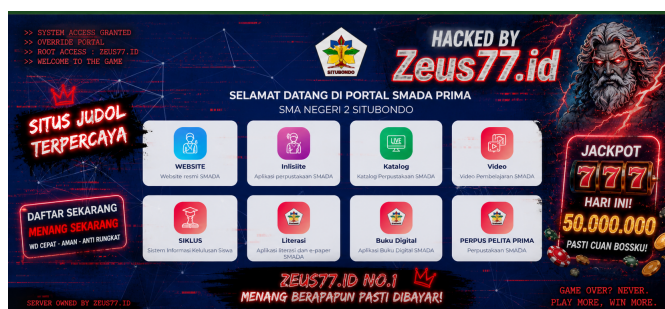 >> SYSTEM ACCESS GRANTED
>> OVERRIDE PORTAL
>> ROOT ACCESS : ZEUS77.ID
>> WELCOME TO THE GAME
SITUBONDO
HACKED BY
Zeus77.id
SELAMAT DATANG DI PORTAL SMADA PRIMA
SMA NEGERI 2 SITUBONDO
SITUS JUDOL
TERPERCAYA
WEBSITE
Website resmi SMADA
Inlisiite
Aplikasi perpustakaan SMADA
LIVE
Katalog
Katalog Perpustakaan SMADA
Video
Video Pembelajaran SMADA
JACKPOT
777
HARI INI!
50.000.000
PASTI CUAN BOSSKU!
DAFTAR SEKARANG
MENANG SEKARANG
WD CEPAT - AMAN - ANTI RUNGKAT
SIKLUS
Sistem Informasi Kelulusan Siswa
Literasi
Aplikasi literasi dan e-paper
SMADA
Buku Digital
Aplikasi Buku Digital SMADA
PERPUS PELITA PRIMA
Perpustakaan SMADA
ZEUS77.ID NO.1
MENANG BERAPAPUN PASTI DIBAYAR!
SERVER OWNED BY ZEUS77.ID
GAME OVER? NEVER.
PLAY MORE, WIN MORE.